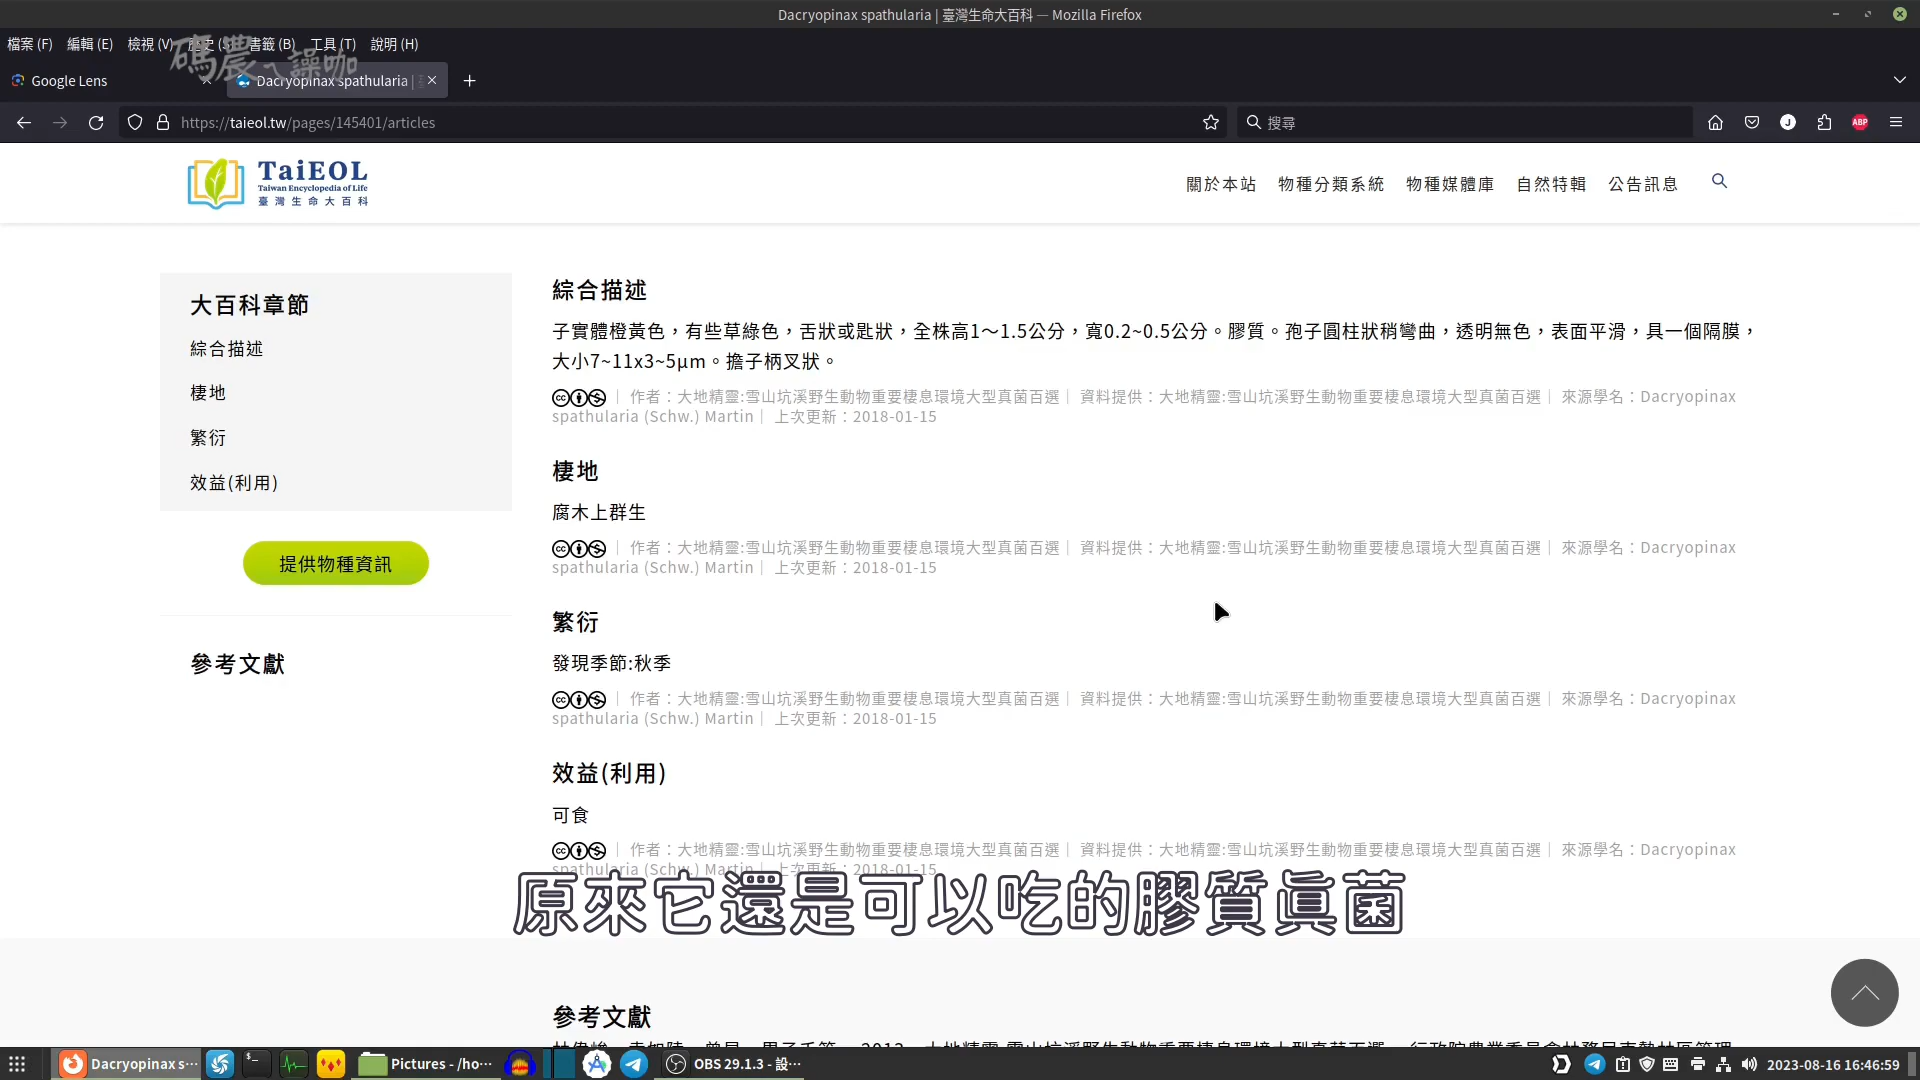 Dacryopinax spathularia | 臺灣生命大百科 — Mozilla Firefox
檔案 (F) 編輯 (E) 檢視 (V) 歷史 (S) 書籤 (B) 工具 (T) 說明 (H)
碼農ㄟ譟咖
Google Lens
Dacryopinax spathularia |
https://taieol.tw/pages/145401/articles
搜尋
J
ABP
TaiEOL
Taiwan Encyclopedia of Life
臺灣生命大百科
關於本站 物種分類系統 物種媒體庫 自然特輯 公告訊息
大百科章節
綜合描述
棲地
繁衍
效益(利用)
提供物種資訊
參考文獻
綜合描述
子實體橙黃色，有些草綠色，舌狀或匙狀，全株高1～1.5公分，寬0.2~0.5公分。膠質。孢子圓柱狀稍彎曲，透明無色，表面平滑，具一個隔膜，
大小7~11x3~5μm。擔子柄叉狀。
cc｜ 作者：大地精靈:雪山坑溪野生動物重要棲息環境大型真菌百選｜ 資料提供：大地精靈:雪山坑溪野生動物重要棲息環境大型真菌百選｜ 來源學名：Dacryopinax
spathularia (Schw.) Martin｜ 上次更新：2018-01-15
棲地
腐木上群生
cc｜ 作者：大地精靈:雪山坑溪野生動物重要棲息環境大型真菌百選｜ 資料提供：大地精靈:雪山坑溪野生動物重要棲息環境大型真菌百選｜ 來源學名：Dacryopinax
spathularia (Schw.) Martin｜ 上次更新：2018-01-15
繁衍
發現季節:秋季
cc｜ 作者：大地精靈:雪山坑溪野生動物重要棲息環境大型真菌百選｜ 資料提供：大地精靈:雪山坑溪野生動物重要棲息環境大型真菌百選｜ 來源學名：Dacryopinax
spathularia (Schw.) Martin｜ 上次更新：2018-01-15
效益(利用)
可食
cc｜ 作者：大地精靈:雪山坑溪野生動物重要棲息環境大型真菌百選｜ 資料提供：大地精靈:雪山坑溪野生動物重要棲息環境大型真菌百選｜ 來源學名：Dacryopinax
spathularia (Schw.) Martin｜ 上次更新：2018-01-15
原來它還是可以吃的膠質真菌
參考文獻
Dacryopinax s··· Pictures - /ho··· OBS 29.1.3 - 設··· 2023-08-16 16:46:59